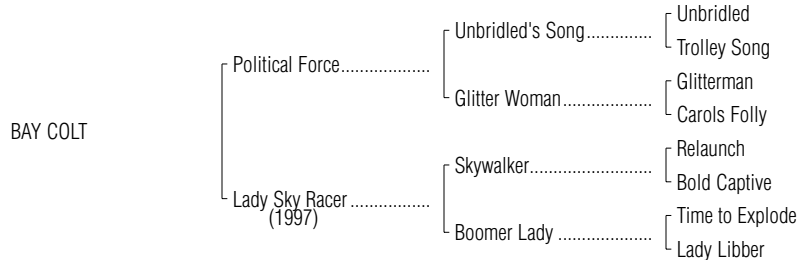 Unbridled
Unbridled's Song..............
Trolley Song
Political Force...................
Glitterman
Glitter Woman...................
Carols Folly
BAY COLT
Relaunch
Skywalker..........................
Bold Captive
Lady Sky Racer .................
(1997)
Time to Explode
Boomer Lady ....................
Lady Libber